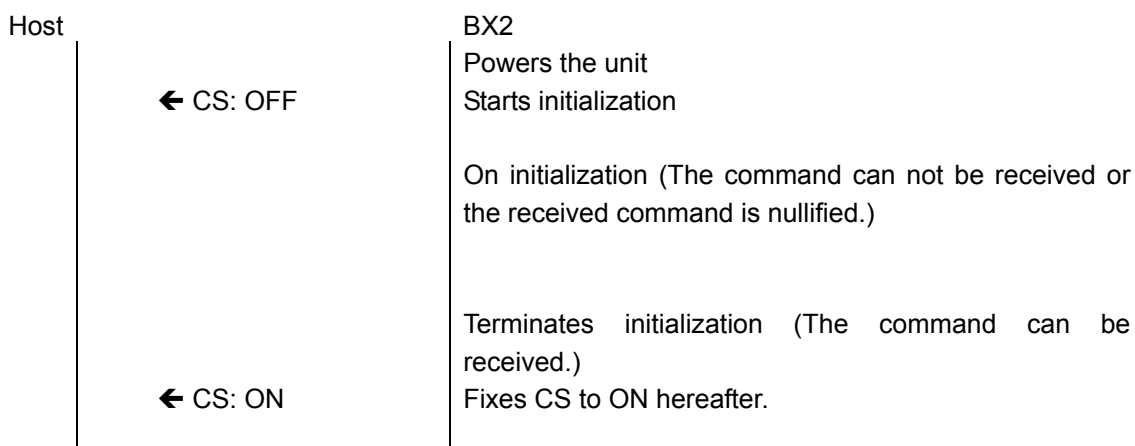 Host BX2
Powers the unit
← CS: OFF Starts initialization
On initialization (The command can not be received or
the received command is nullified.)
Terminates initialization (The command can be
received.)
← CS: ON Fixes CS to ON hereafter.